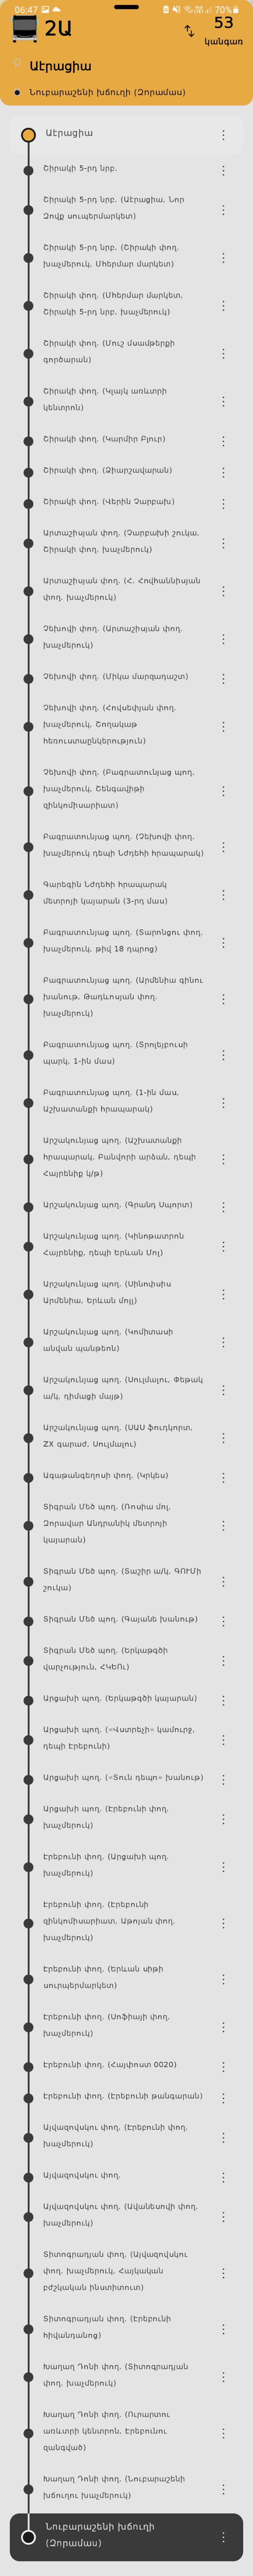 06:47
70%
2Ա
53
կանգառ
Աէրացիա
Նուբարաշենի խճուղի (Զորամաս)
Աէրացիա
Շիրակի 5-րդ նրբ.
Շիրակի 5-րդ նրբ. (Աէրացիա, Նոր
Զովք սուպերմարկետ)
Շիրակի 5-րդ նրբ. (Շիրակի փող.
խաչմերուկ, Մհերմար մարկետ)
Շիրակի փող. (Մհերմար մարկետ,
Շիրակի 5-րդ նրբ. խաչմերուկ)
Շիրակի փող. (Մուշ մսամթերքի
գործարան)
Շիրակի փող. (Կլայկ առևտրի
կենտրոն)
Շիրակի փող. (Կարմիր Բլուր)
Շիրակի փող. (Ձիարշավարան)
Շիրակի փող. (Վերին Չարբախ)
Արտաշիսյան փող. (Չարբախի շուկա,
Շիրակի փող. խաչմերուկ)
Արտաշիսյան փող. (Հ. Հովհաննիսյան
փող. խաչմերուկ)
Չեխովի փող. (Արտաշիսյան փող.
խաչմերուկ)
Չեխովի փող. (Միկա մարզադաշտ)
Չեխովի փող. (Հովսեփյան փող.
խաչմերուկ, Շողակաթ
հեռուստաընկերություն)
Չեխովի փող. (Բագրատունյաց պող.
խաչմերուկ, Շենգավիթի
զինկոմիսարիատ)
Բագրատունյաց պող. (Չեխովի փող.
խաչմերուկ դեպի Նժդեհի հրապարակ)
Գարեգին Նժդեհի հրապարակ
մետրոյի կայարան (3-րդ մաս)
Բագրատունյաց պող. (Տարոնցու փող.
խաչմերուկ, թիվ 18 դպրոց)
Բագրատունյաց պող. (Արմենիա գինու
խանութ, Թադևոսյան փող.
խաչմերուկ)
Բագրատունյաց պող. (Տրոլեյբուսի
պարկ, 1-ին մաս)
Բագրատունյաց պող. (1-ին մաս,
Աշխատանքի հրապարակ)
Արշակունյաց պող. (Աշխատանքի
հրապարակ, Բանվորի արձան, դեպի
Հայրենիք կ/թ)
Արշակունյաց պող. (Գրանդ Սպորտ)
Արշակունյաց պող. (Կինոթատրոն
Հայրենիք, դեպի Երևան Մոլ)
Արշակունյաց պող. (Սինոփսիս
Արմենիա, Երևան մոլլ)
Արշակունյաց պող. (Կոմիտասի
անվան պանթեոն)
Արշակունյաց պող. (Սուլմալու, Փեթակ
ա/կ, դիմացի մայթ)
Արշակունյաց պող. (ՍԱՍ ֆուդկորտ,
ZX գարաժ, Սուլմալու)
Ագաթանգեղոսի փող. (Կրկես)
Տիգրան Մեծ պող. (Ռոսիա մոլ,
Զորավար Անդրանիկ մետրոյի
կայարան)
Տիգրան Մեծ պող. (Տաշիր ա/կ, ԳՈՒՄի
շուկա)
Տիգրան Մեծ պող. (Գայանե խանութ)
Տիգրան Մեծ պող. (Երկաթգծի
վարչություն, ՀԿԵՈւ)
Արցախի պող. (Երկաթգծի կայարան)
Արցախի պող. («Վստրեչի» կամուրջ,
դեպի Էրեբունի)
Արցախի պող. («Տուն դեպո» խանութ)
Արցախի պող. (Էրեբունի փող.
խաչմերուկ)
Էրեբունի փող. (Արցախի պող.
խաչմերուկ)
Էրեբունի փող. (Էրեբունի
զինկոմիսարիատ, Աթոյան փող.
խաչմերուկ)
Էրեբունի փող. (Երևան սիթի
սուրպերմարկետ)
Էրեբունի փող. (Սոֆիայի փող.
խաչմերուկ)
Էրեբունի փող. (Հայփոստ 0020)
Էրեբունի փող. (Էրեբունի թանգարան)
Այվազովսկու փող. (Էրեբունի փող.
խաչմերուկ)
Այվազովսկու փող.
Այվազովսկու փող. (Ավանեսովի փող.
խաչմերուկ)
Տիտոգրադյան փող. (Այվազովսկու
փող. խաչմերուկ, Հայկական
բժշկական ինստիտուտ)
Տիտոգրադյան փող. (Էրեբունի
հիվանդանոց)
Խաղաղ Դոնի փող. (Տիտոգրադյան
փող. խաչմերուկ)
Խաղաղ Դոնի փող. (Ուրարտու
առևտրի կենտրոն, Էրեբունու
զանգված)
Խաղաղ Դոնի փող. (Նուբարաշենի
խճուղու խաչմերուկ)
Նուբարաշենի խճուղի
(Զորամաս)